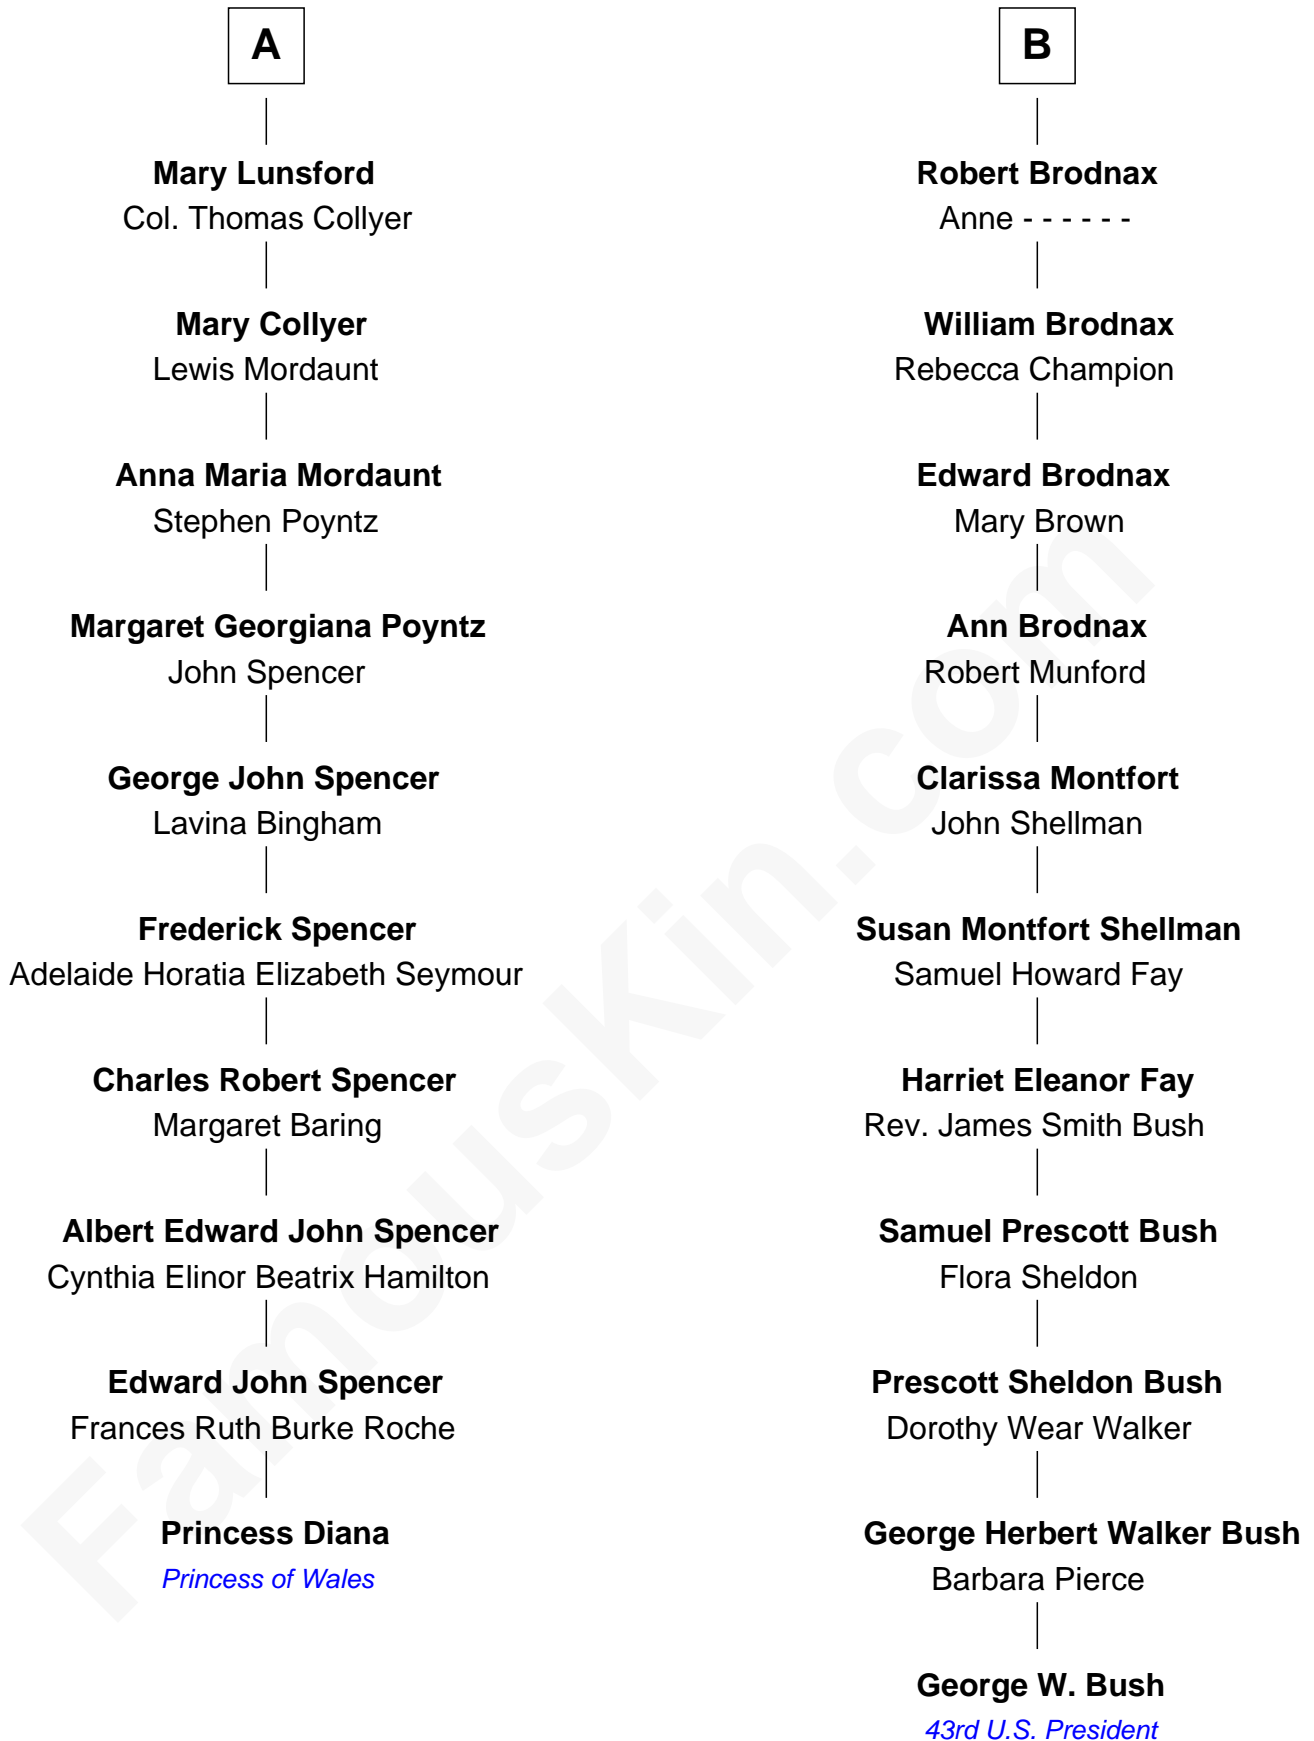 A
Mary Lunsford
Col. Thomas Collyer
Mary Collyer
Lewis Mordaunt
Anna Maria Mordaunt
Stephen Poyntz
Margaret Georgiana Poyntz
John Spencer
George John Spencer
Lavina Bingham
Frederick Spencer
Adelaide Horatia Elizabeth Seymour
Charles Robert Spencer
Margaret Baring
Albert Edward John Spencer
Cynthia Elinor Beatrix Hamilton
Edward John Spencer
Frances Ruth Burke Roche
Princess Diana
Princess of Wales
B
Robert Brodnax
Anne - - - - - -
William Brodnax
Rebecca Champion
Edward Brodnax
Mary Brown
Ann Brodnax
Robert Munford
Clarissa Montfort
John Shellman
Susan Montfort Shellman
Samuel Howard Fay
Harriet Eleanor Fay
Rev. James Smith Bush
Samuel Prescott Bush
Flora Sheldon
Prescott Sheldon Bush
Dorothy Wear Walker
George Herbert Walker Bush
Barbara Pierce
George W. Bush
43rd U.S. President
FamousKin.com